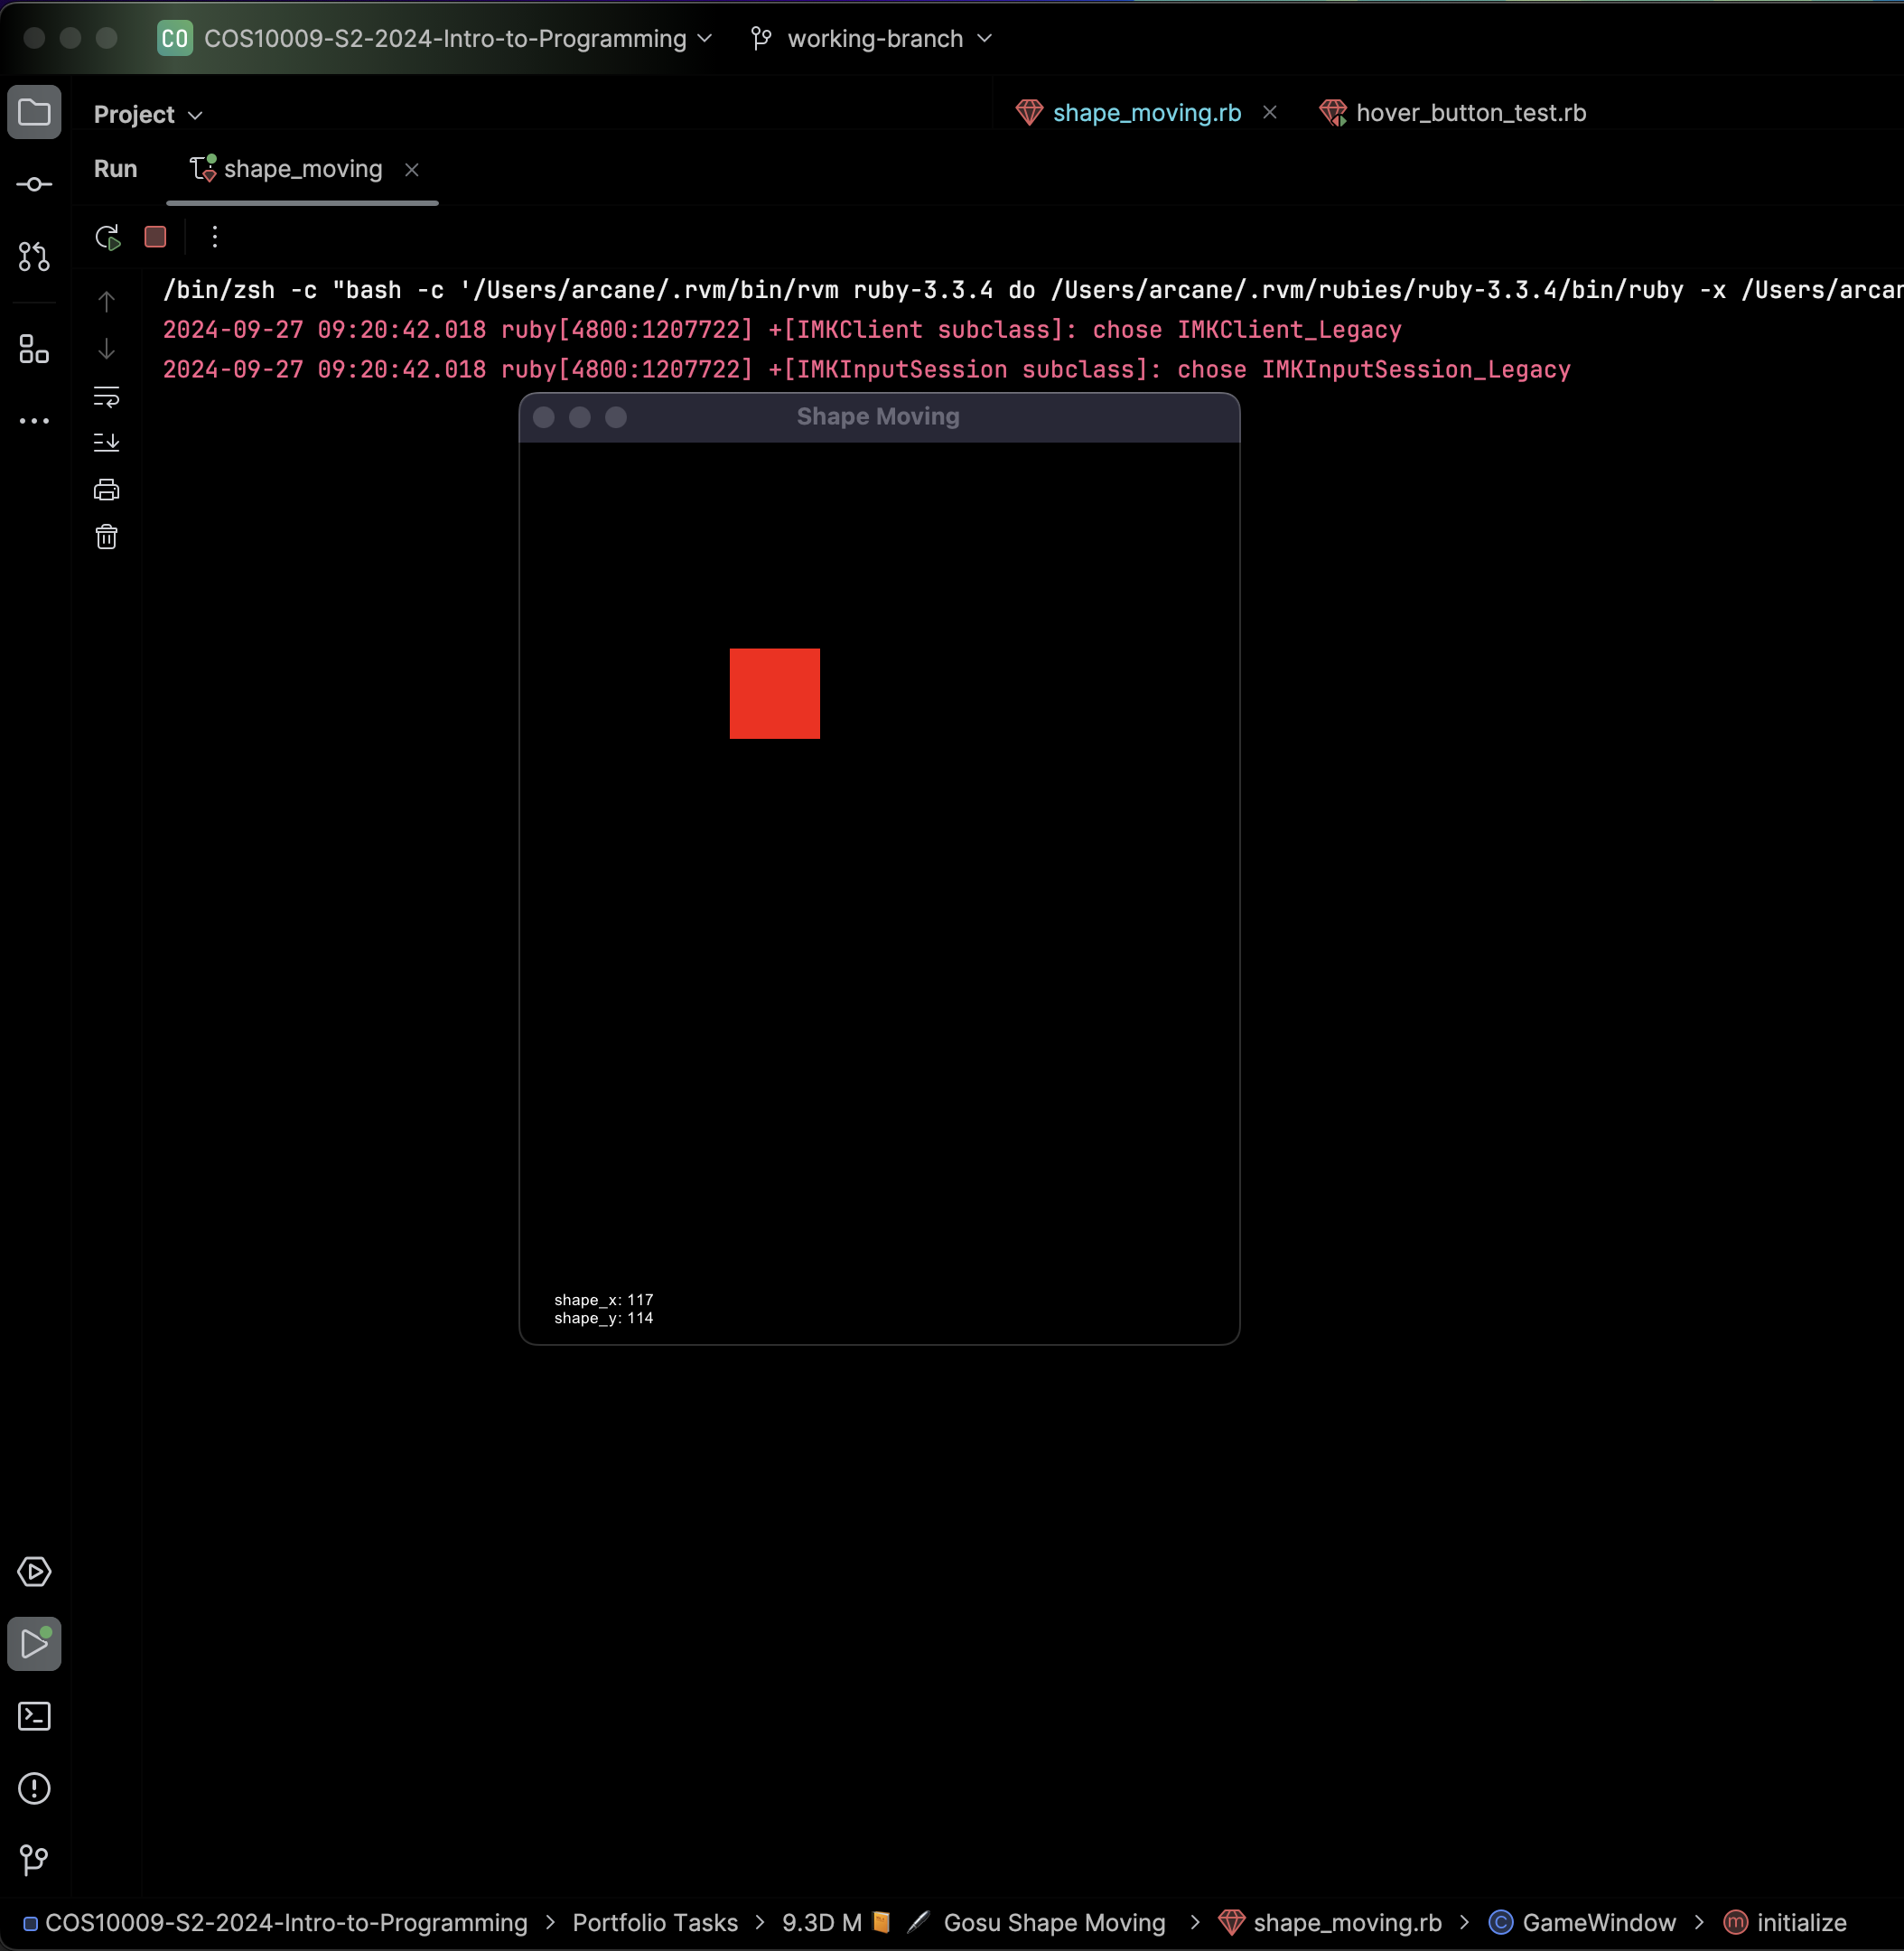 CO COS10009-S2-2024-Intro-to-Programming working-branch
Project shape_moving.rb hover_button_test.rb
Run shape_moving
/bin/zsh -c "bash -c '/Users/arcane/.rvm/bin/rvm ruby-3.3.4 do /Users/arcane/.rvm/rubies/ruby-3.3.4/bin/ruby -x /Users/arcan
2024-09-27 09:20:42.018 ruby[4800:1207722] +[IMKClient subclass]: chose IMKClient_Legacy
2024-09-27 09:20:42.018 ruby[4800:1207722] +[IMKInputSession subclass]: chose IMKInputSession_Legacy
Shape Moving
shape_x: 117
shape_y: 114
COS10009-S2-2024-Intro-to-Programming > Portfolio Tasks > 9.3D M📙 🖋 Gosu Shape Moving > shape_moving.rb > C GameWindow > m initialize